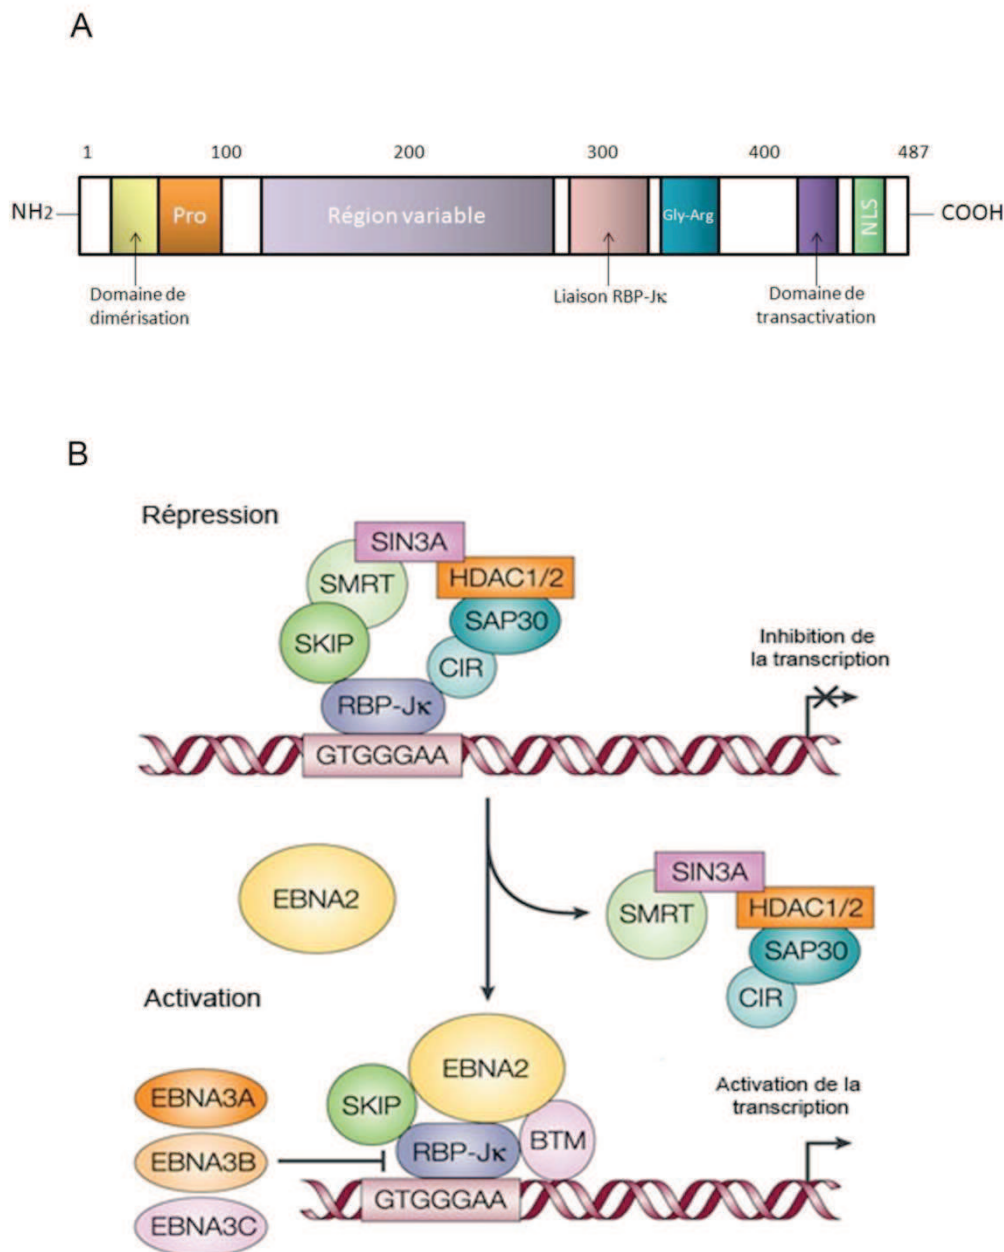 A
1 100 200 300 400 487
NH2 Pro Région variable Gly-Arg NLS COOH
Domaine de
dimérisation
Liaison RBP-Jκ
Domaine de
transactivation
B
Répression
SIN3A
SMRT
HDAC1/2
SKIP
SAP30
CIR
RBP-Jκ
GTGGGAA
Inhibition de
la transcription
EBNA2
SIN3A
SMRT
HDAC1/2
SAP30
CIR
Activation
EBNA3A
EBNA3B
EBNA3C
EBNA2
SKIP
RBP-Jκ
BTM
GTGGGAA
Activation de la
transcription